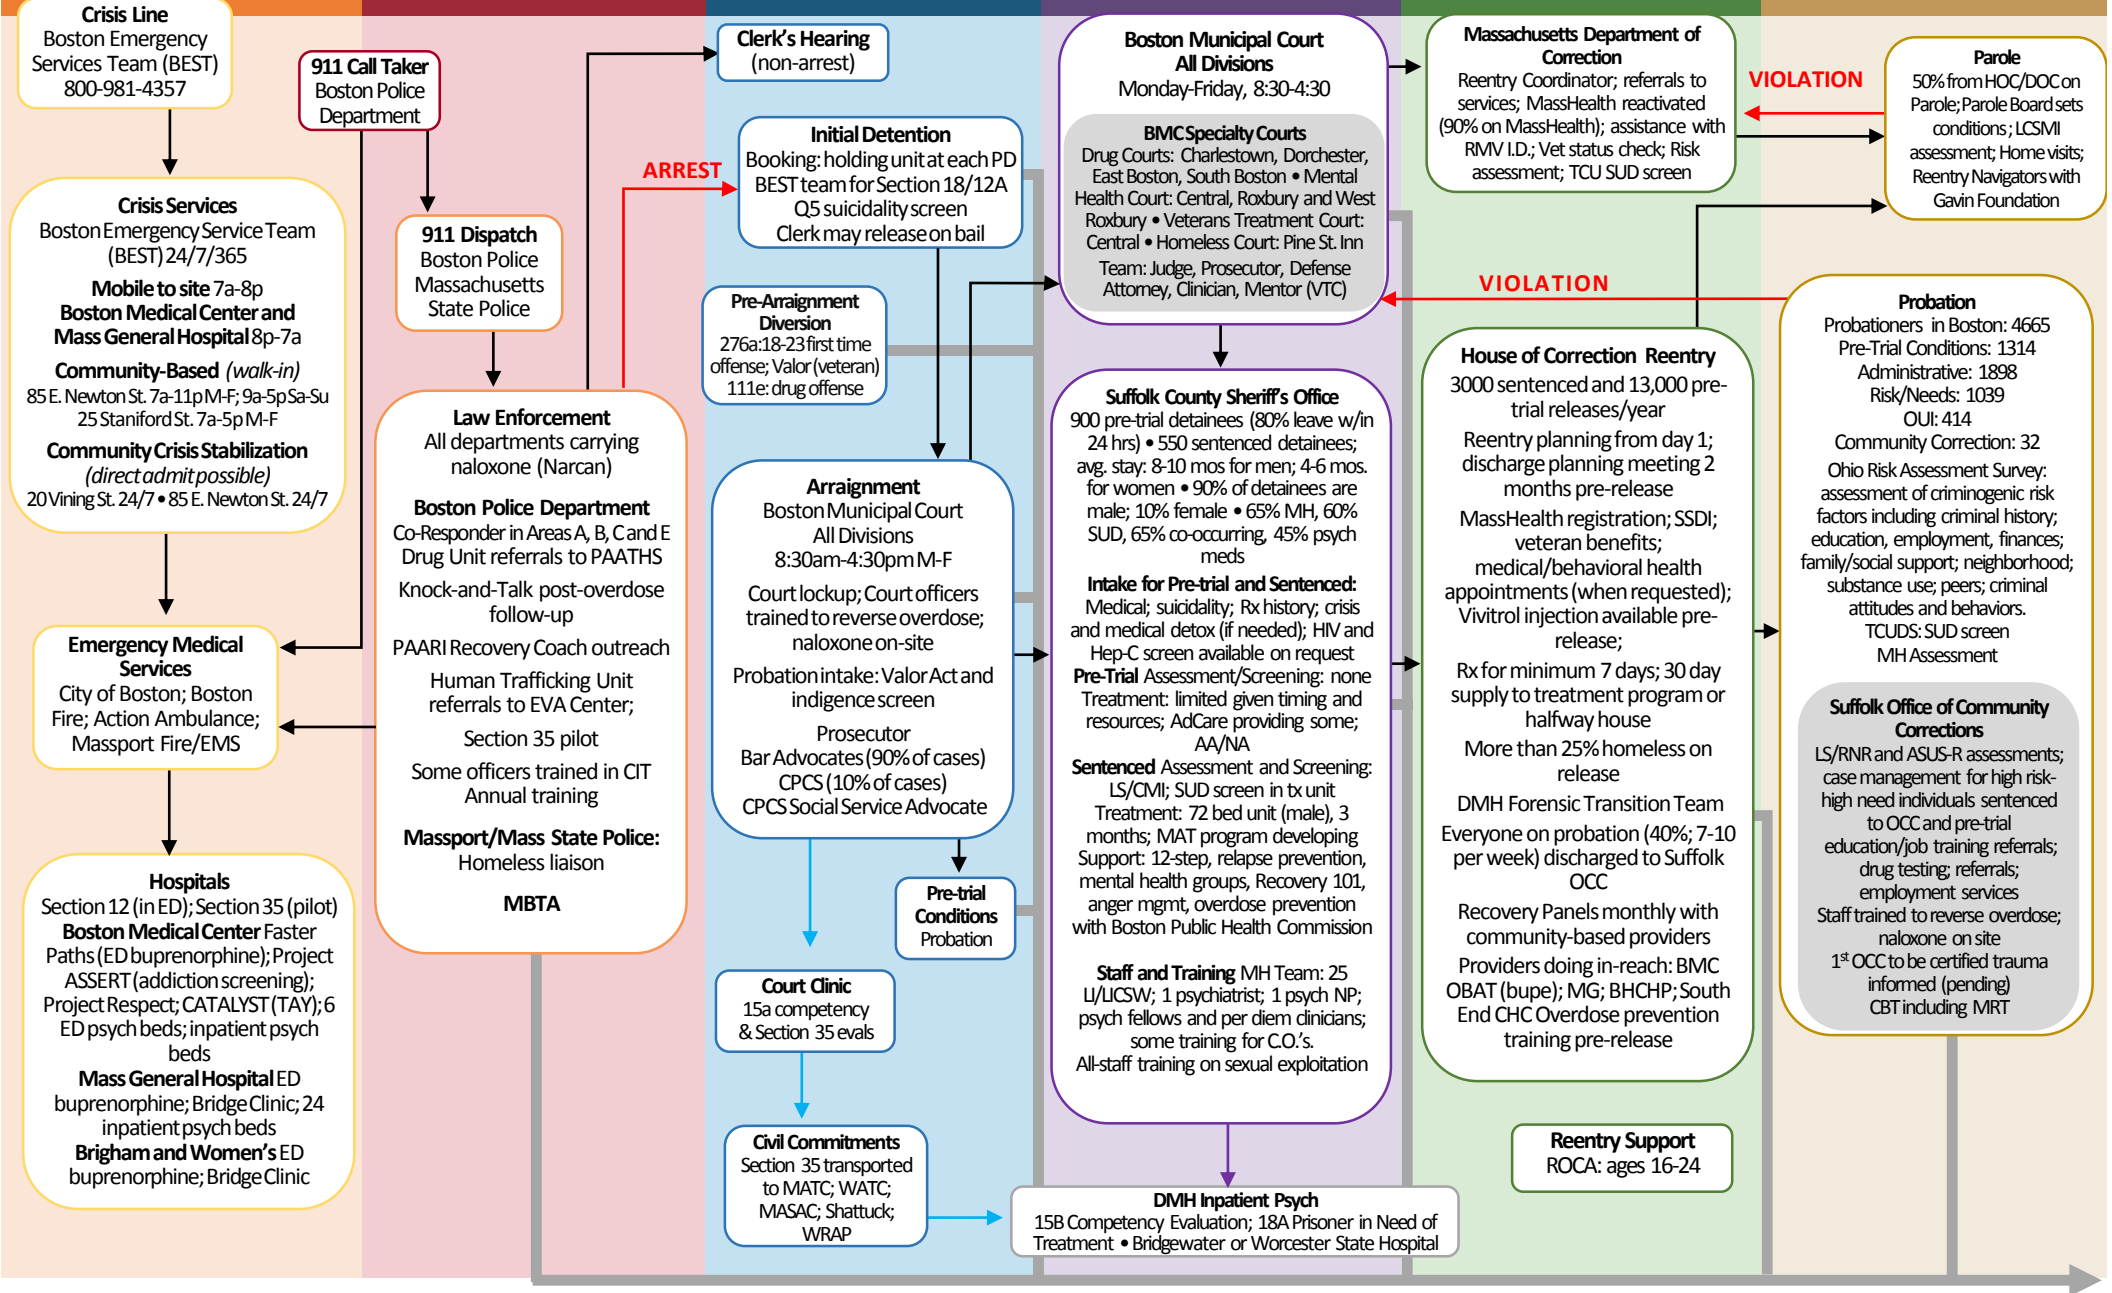 Crisis Line
Boston Emergency
Services Team (BEST)
800-981-4357
Crisis Services
Boston Emergency Service Team
(BEST) 24/7/365
Mobile to site 7a-8p
Boston Medical Center and
Mass General Hospital 8p-7a
Community-Based (walk-in)
85 E. Newton St. 7a-11p M-F; 9a-5p Sa-Su
25 Staniford St. 7a-5p M-F
Community Crisis Stabilization
(direct admit possible)
20 Vining St. 24/7 • 85 E. Newton St. 24/7
Emergency Medical
Services
City of Boston; Boston
Fire; Action Ambulance;
Massport Fire/EMS
Hospitals
Section 12 (in ED); Section 35 (pilot)
Boston Medical Center Faster
Paths (ED buprenorphine); Project
ASSERT (addiction screening);
Project Respect; CATALYST (TAY); 6
ED psych beds; inpatient psych
beds
Mass General Hospital ED
buprenorphine; Bridge Clinic; 24
inpatient psych beds
Brigham and Women's ED
buprenorphine; Bridge Clinic
911 Call Taker
Boston Police
Department
911 Dispatch
Boston Police
Massachusetts
State Police
Law Enforcement
All departments carrying
naloxone (Narcan)
Boston Police Department
Co-Responder in Areas A, B, C and E
Drug Unit referrals to PAATHS
Knock-and-Talk post-overdose
follow-up
PAARI Recovery Coach outreach
Human Trafficking Unit
referrals to EVA Center;
Section 35 pilot
Some officers trained in CIT
Annual training
Massport/Mass State Police:
Homeless liaison
MBTA
ARREST
Clerk's Hearing
(non-arrest)
Initial Detention
Booking: holding unit at each PD
BEST team for Section 18/12A
Q5 suicidality screen
Clerk may release on bail
Pre-Arraignment
Diversion
276a:18-23 first time
offense; Valor (veteran)
111e: drug offense
Arraignment
Boston Municipal Court
All Divisions
8:30am-4:30pm M-F
Court lockup; Court officers
trained to reverse overdose;
naloxone on-site
Probation intake: Valor Act and
indigence screen
Prosecutor
Bar Advocates (90% of cases)
CPCS (10% of cases)
CPCS Social Service Advocate
Pre-trial
Conditions
Probation
Court Clinic
15a competency
& Section 35 evals
Civil Commitments
Section 35 transported
to MATC; WATC;
MASAC; Shattuck;
WRAP
Boston Municipal Court
All Divisions
Monday-Friday, 8:30-4:30
BMC Specialty Courts
Drug Courts: Charlestown, Dorchester,
East Boston, South Boston • Mental
Health Court: Central, Roxbury and West
Roxbury • Veterans Treatment Court:
Central • Homeless Court: Pine St. Inn
Team: Judge, Prosecutor, Defense
Attorney, Clinician, Mentor (VTC)
Suffolk County Sheriff's Office
900 pre-trial detainees (80% leave w/in
24 hrs) • 550 sentenced detainees;
avg. stay: 8-10 mos for men; 4-6 mos.
for women • 90% of detainees are
male; 10% female • 65% MH, 60%
SUD, 65% co-occurring, 45% psych
meds
Intake for Pre-trial and Sentenced:
Medical; suicidality; Rx history; crisis
and medical detox (if needed); HIV and
Hep-C screen available on request
Pre-Trial Assessment/Screening: none
Treatment: limited given timing and
resources; AdCare providing some;
AA/NA
Sentenced Assessment and Screening:
LS/CMI; SUD screen in tx unit
Treatment: 72 bed unit (male), 3
months; MAT program developing
Support: 12-step, relapse prevention,
mental health groups, Recovery 101,
anger mgmt, overdose prevention
with Boston Public Health Commission
Staff and Training MH Team: 25
LI/LICSW; 1 psychiatrist; 1 psych NP;
psych fellows and per diem clinicians;
some training for C.O.'s.
All-staff training on sexual exploitation
DMH Inpatient Psych
15B Competency Evaluation; 18A Prisoner in Need of
Treatment • Bridgewater or Worcester State Hospital
Massachusetts Department of
Correction
Reentry Coordinator; referrals to
services; MassHealth reactivated
(90% on MassHealth); assistance with
RMV I.D.; Vet status check; Risk
assessment; TCU SUD screen
VIOLATION
VIOLATION
House of Correction Reentry
3000 sentenced and 13,000 pre-
trial releases/year
Reentry planning from day 1;
discharge planning meeting 2
months pre-release
MassHealth registration; SSDI;
veteran benefits;
medical/behavioral health
appointments (when requested);
Vivitrol injection available pre-
release;
Rx for minimum 7 days; 30 day
supply to treatment program or
halfway house
More than 25% homeless on
release
DMH Forensic Transition Team
Everyone on probation (40%; 7-10
per week) discharged to Suffolk
OCC
Recovery Panels monthly with
community-based providers
Providers doing in-reach: BMC
OBAT (bupe); MG; BHCHP; South
End CHC Overdose prevention
training pre-release
Reentry Support
ROCA: ages 16-24
Parole
50% from HOC/DOC on
Parole; Parole Board sets
conditions; LCSMI
assessment; Home visits;
Reentry Navigators with
Gavin Foundation
Probation
Probationers in Boston: 4665
Pre-Trial Conditions: 1314
Administrative: 1898
Risk/Needs: 1039
OUI: 414
Community Correction: 32
Ohio Risk Assessment Survey:
assessment of criminogenic risk
factors including criminal history;
education, employment, finances;
family/social support; neighborhood;
substance use; peers; criminal
attitudes and behaviors.
TCUDS: SUD screen
MH Assessment
Suffolk Office of Community
Corrections
LS/RNR and ASUS-R assessments;
case management for high risk-
high need individuals sentenced
to OCC and pre-trial
education/job training referrals;
drug testing; referrals;
employment services
Staff trained to reverse overdose;
naloxone on site
1st OCC to be certified trauma
informed (pending)
CBT including MRT